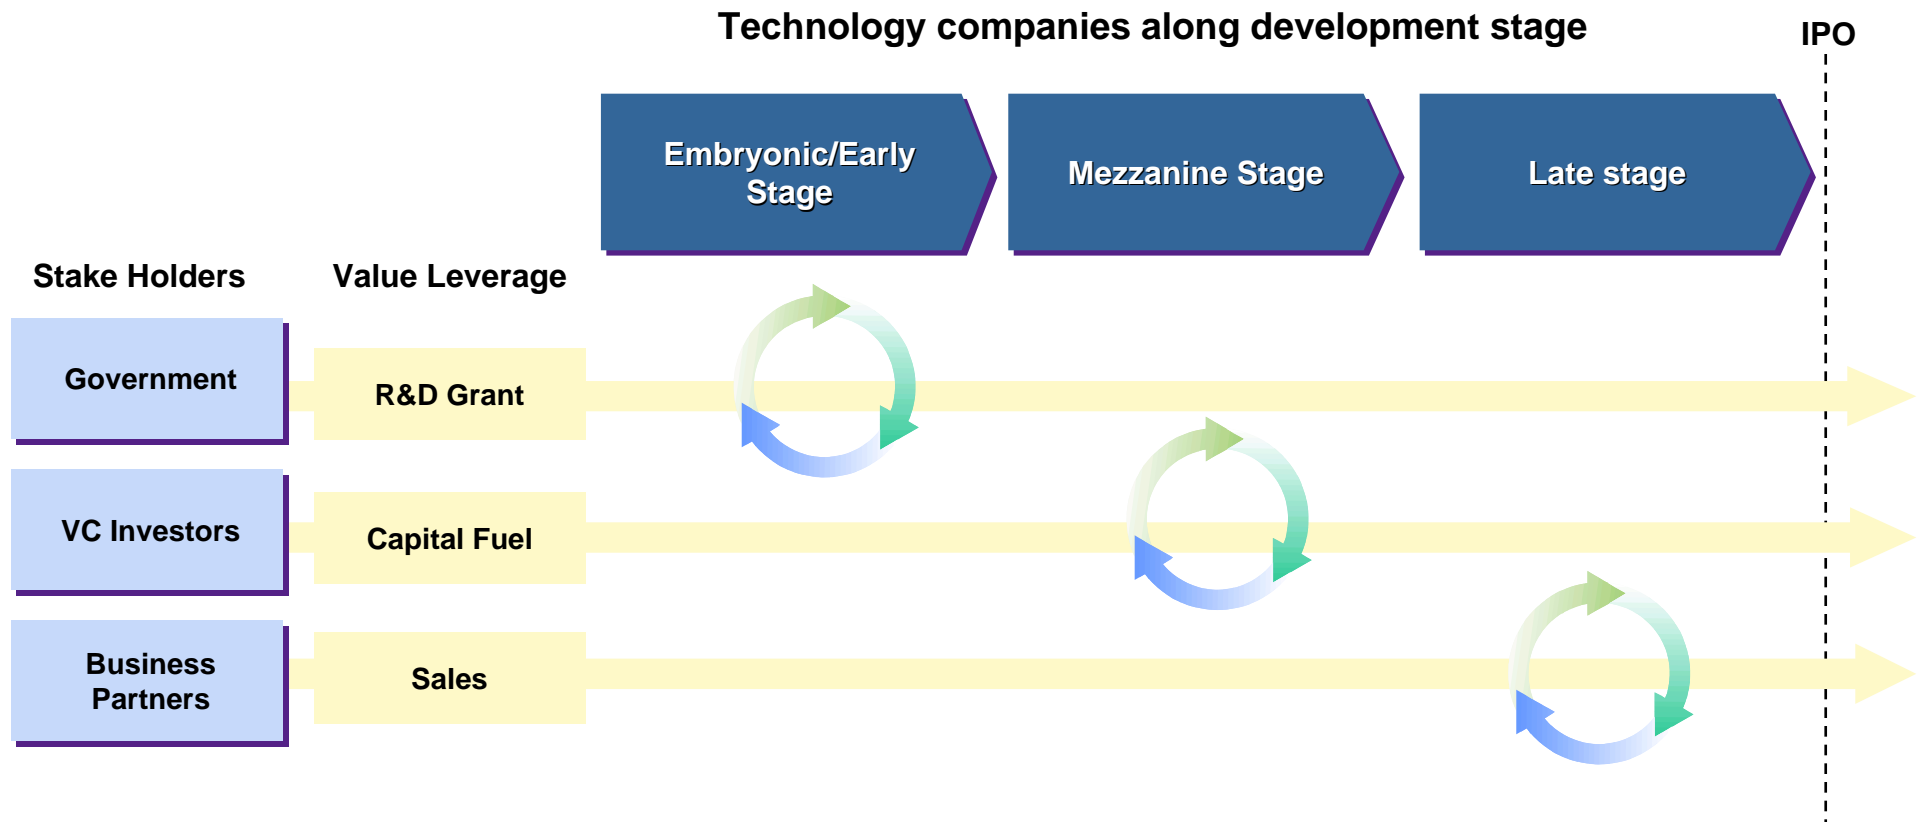 Technology companies along development stage
IPO
Embryonic/Early
Stage
Mezzanine Stage
Late stage
Stake Holders
Value Leverage
Government
R&D Grant
VC Investors
Capital Fuel
Business
Partners
Sales